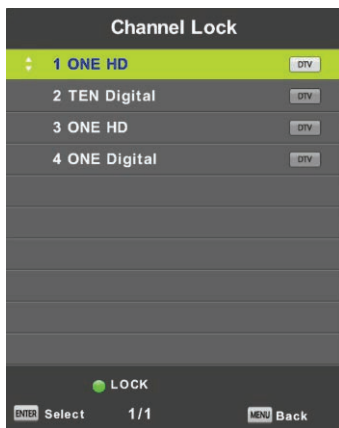 Channel Lock
1 ONE HD DTV
2 TEN Digital DTV
3 ONE HD DTV
4 ONE Digital DTV
LOCK
ENTER Select 1/1 MENU Back